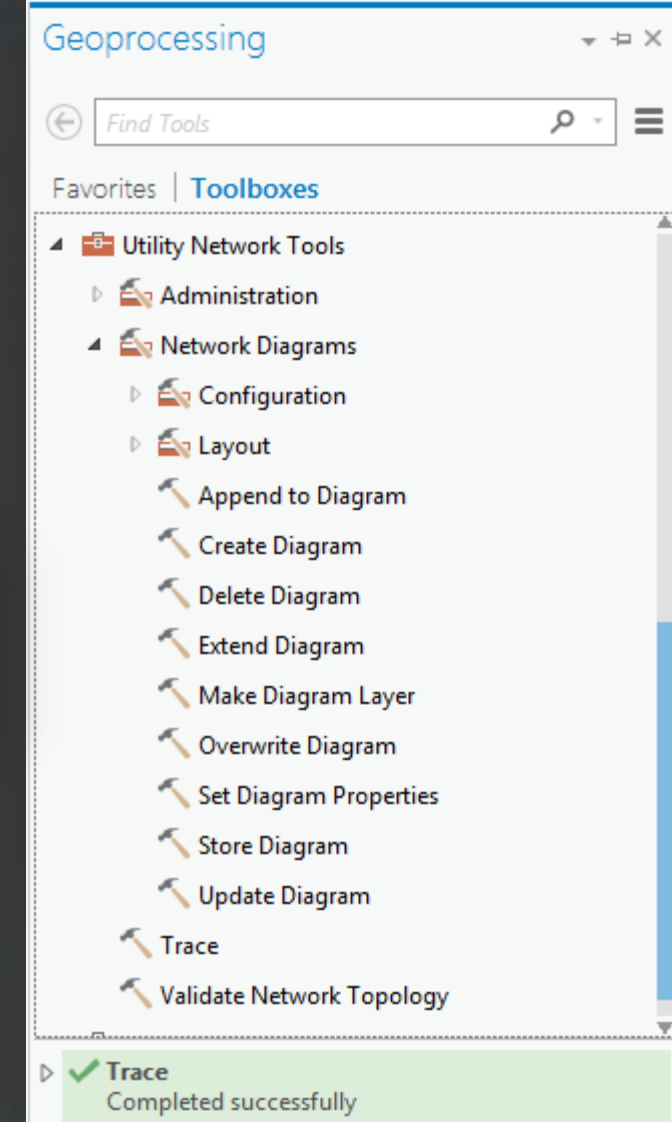 Geoprocessing
Find Tools
Favorites | Toolboxes
Utility Network Tools
Administration
Network Diagrams
Configuration
Layout
Append to Diagram
Create Diagram
Delete Diagram
Extend Diagram
Make Diagram Layer
Overwrite Diagram
Set Diagram Properties
Store Diagram
Update Diagram
Trace
Validate Network Topology
Trace
Completed successfully